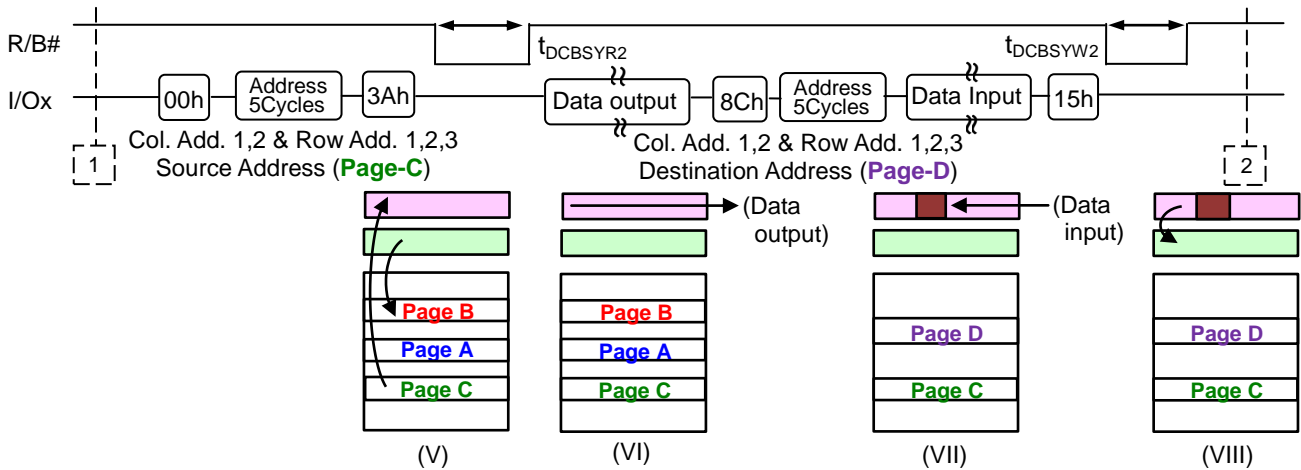 R/B#
tDCBSYR2
tDCBSYW2
I/Ox
00h
Address
5Cycles
3Ah
Data output
8Ch
Address
5Cycles
Data Input
15h
Col. Add. 1,2 & Row Add. 1,2,3
Source Address (Page-C)
Col. Add. 1,2 & Row Add. 1,2,3
Destination Address (Page-D)
1
2
(Data
output)
(Data
input)
Page B
Page A
Page C
Page B
Page A
Page C
Page D
Page C
Page D
Page C
(V)
(VI)
(VII)
(VIII)